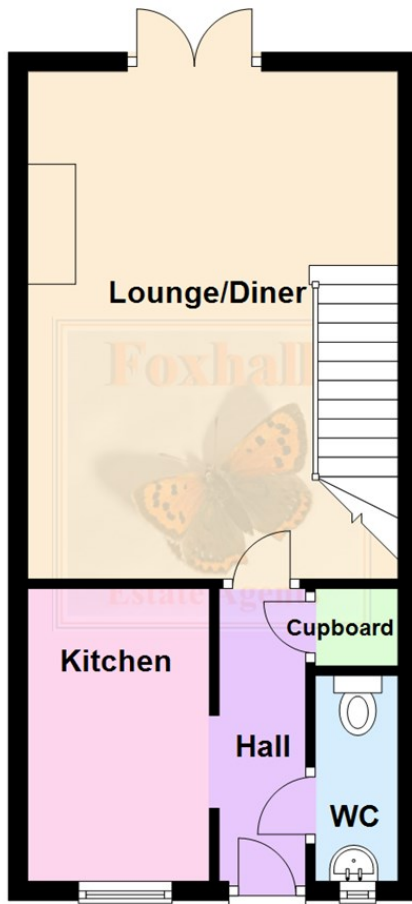 Lounge/Diner
Foxhall
Estate Agents
Cupboard
Kitchen
Hall
WC